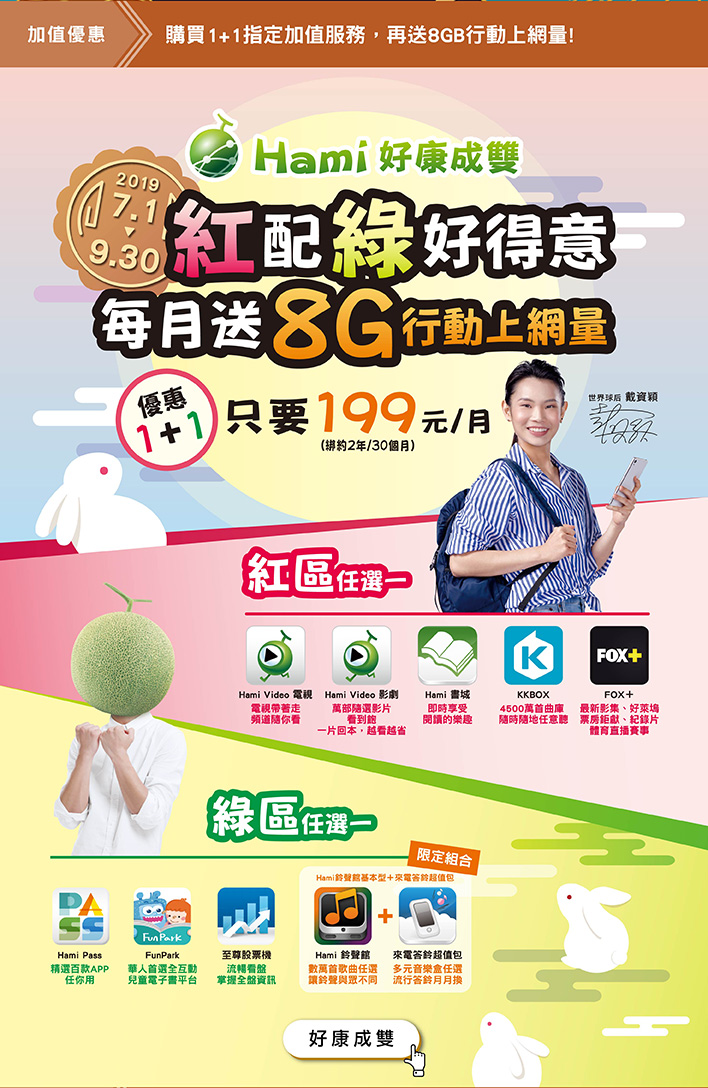 加值優惠
購買1+1指定加值服務，再送8GB行動上網量!
Hami 好康成雙
2019
7.1
9.30
紅配綠好得意
每月送8G行動上網量
優惠
1+1
只要199元/月
(綁約2年/30個月)
世界球后 戴資穎
紅區任選一
Hami Video 電視
電視帶著走
頻道隨你看
Hami Video 影劇
萬部隨選影片
看到飽
一片回本，越看越省
Hami 書城
即時享受
閱讀的樂趣
KKBOX
4500萬首曲庫
隨時隨地任意聽
FOX+
FOX＋
最新影集、好萊塢
票房鉅獻、紀錄片
體育直播賽事
綠區任選一
限定組合
Hami鈴聲館基本型＋來電答鈴超值包
PASS
Hami Pass
精選百款APP
任你用
FunPark
FunPark
華人首選全互動
兒童電子書平台
至尊股票機
流暢看盤
掌握全盤資訊
+
Hami 鈴聲館
數萬首歌曲任選
讓鈴聲與眾不同
來電答鈴超值包
多元音樂盒任選
流行答鈴月月換
好康成雙